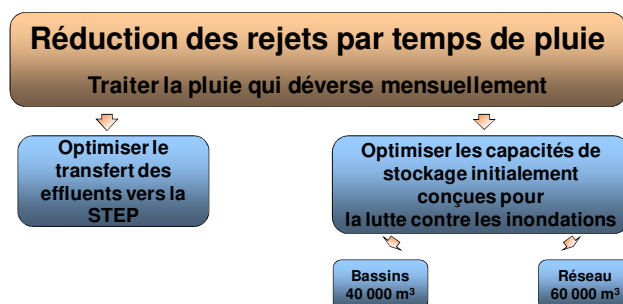 Réduction des rejets par temps de pluie
Traiter la pluie qui déverse mensuellement
Optimiser le
transfert des
effluents vers la
STEP
Optimiser les capacités de
stockage initialement
conçues pour
la lutte contre les inondations
Bassins
40 000 m³
Réseau
60 000 m³